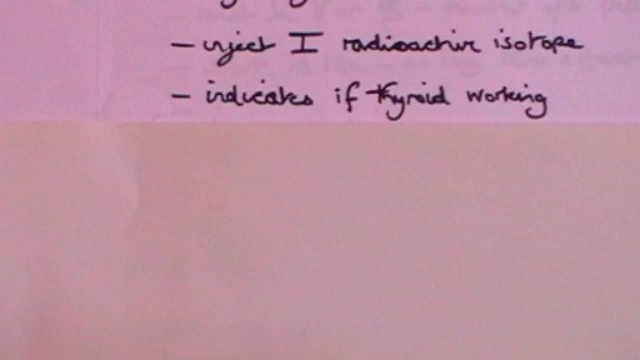 - inject I radioactive isotope
- indicates if thyroid working